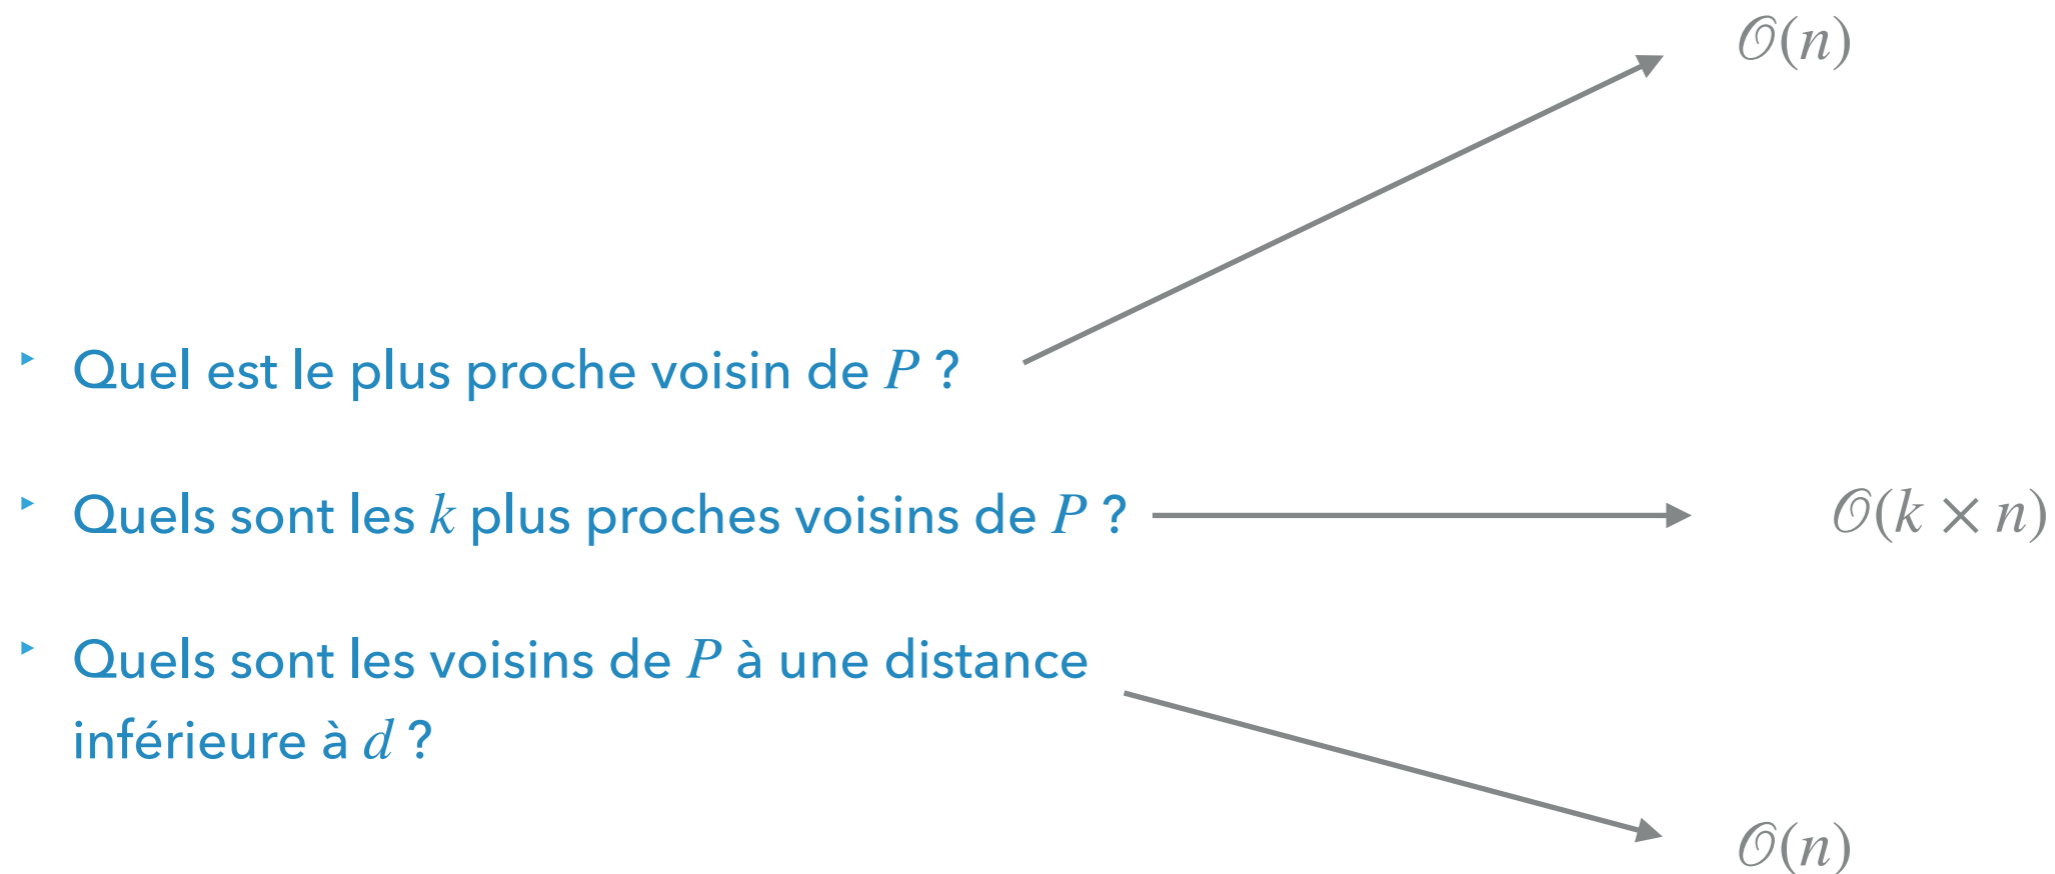 𝒪(n)
‣ Quel est le plus proche voisin de P ?
‣ Quels sont les k plus proches voisins de P ?
𝒪(k × n)
‣ Quels sont les voisins de P à une distance
inférieure à d ?
𝒪(n)